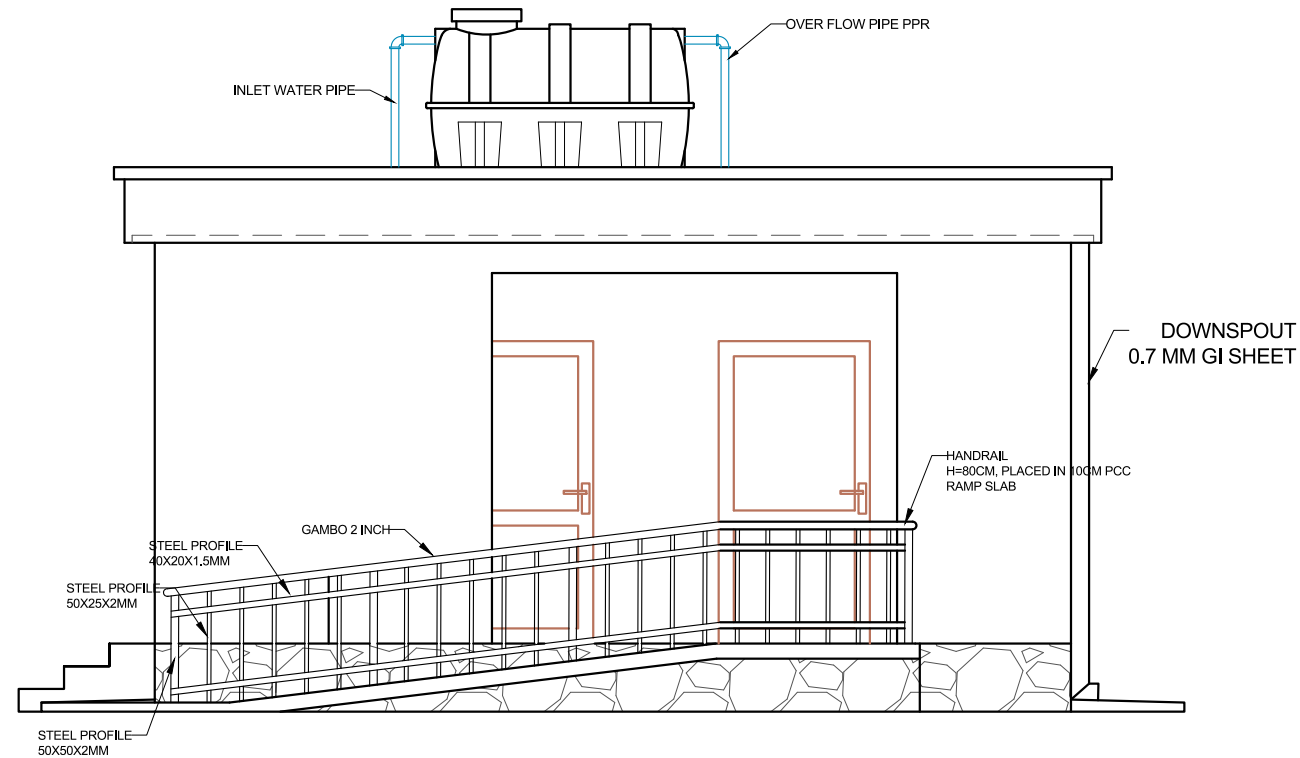 OVER FLOW PIPE PPR
INLET WATER PIPE
DOWNSPOUT
0.7 MM GI SHEET
HANDRAIL
H=80CM, PLACED IN 10CM PCC
RAMP SLAB
GAMBO 2 INCH
STEEL PROFILE
40X20X1.5MM
STEEL PROFILE
50X25X2MM
STEEL PROFILE
50X50X2MM